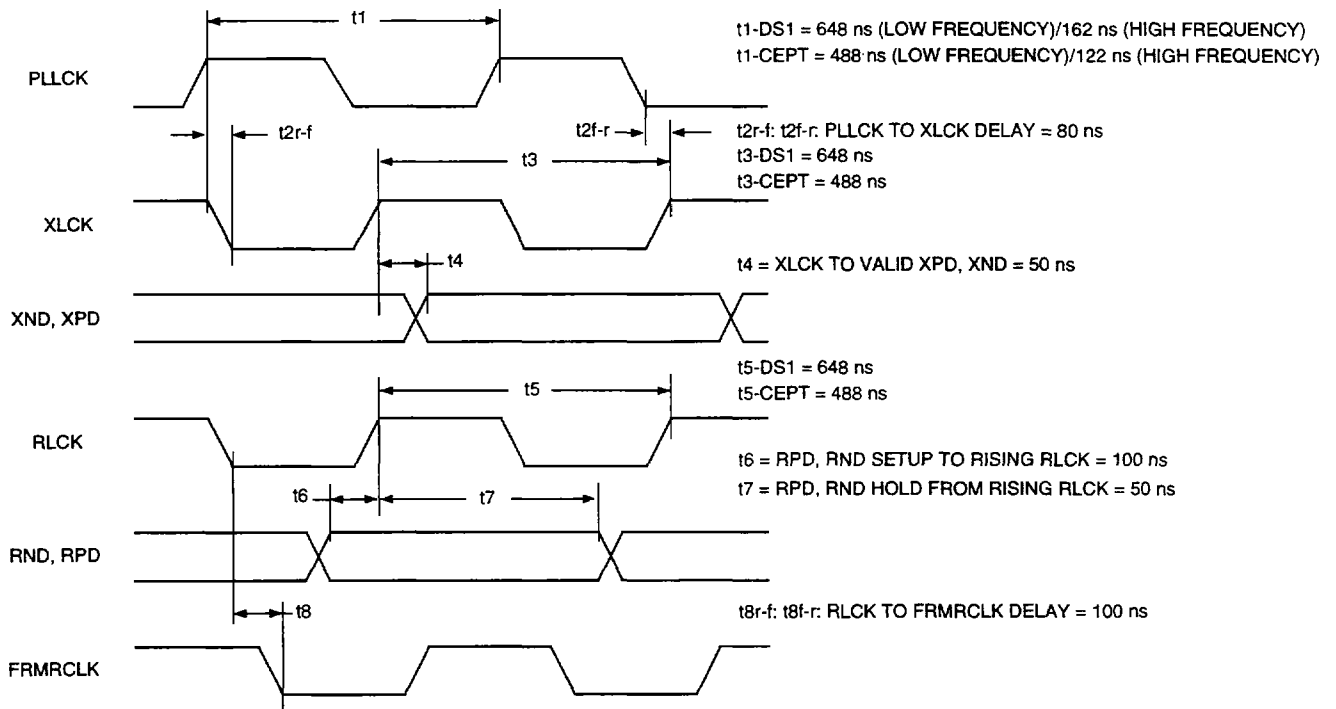 t1
t1-DS1 = 648 ns (LOW FREQUENCY)/162 ns (HIGH FREQUENCY)
t1-CEPT = 488 ns (LOW FREQUENCY)/122 ns (HIGH FREQUENCY)
PLLCK
t2r-f
t2f-r
t2r-f: t2f-r: PLLCK TO XLCK DELAY = 80 ns
t3
t3-DS1 = 648 ns
t3-CEPT = 488 ns
XLCK
t4
t4 = XLCK TO VALID XPD, XND = 50 ns
XND, XPD
t5
t5-DS1 = 648 ns
t5-CEPT = 488 ns
RLCK
t6
t7
t6 = RPD, RND SETUP TO RISING RLCK = 100 ns
t7 = RPD, RND HOLD FROM RISING RLCK = 50 ns
RND, RPD
t8
t8r-f: t8f-r: RLCK TO FRMRCLK DELAY = 100 ns
FRMRCLK